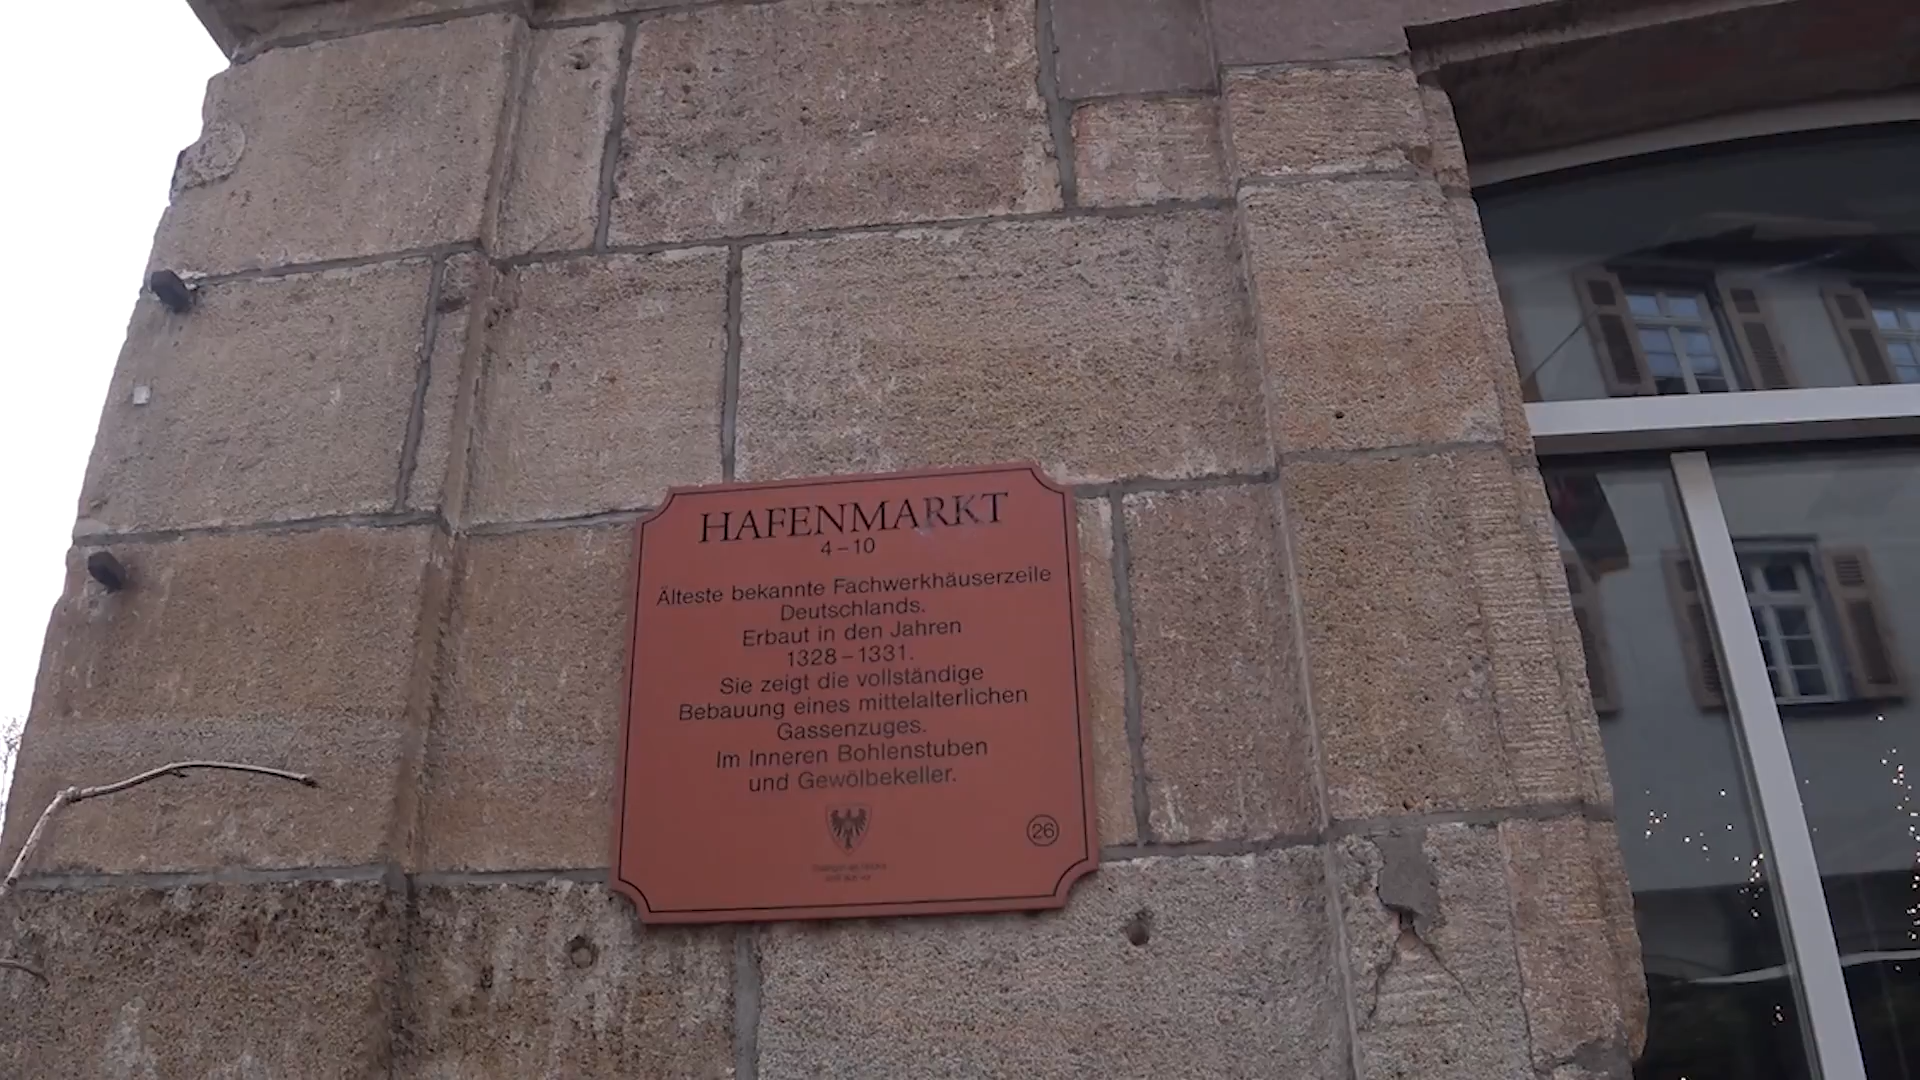 HAFENMARKT
4–10
Älteste bekannte Fachwerkhäuserzeile
Deutschlands.
Erbaut in den Jahren
1328–1331.
Sie zeigt die vollständige
Bebauung eines mittelalterlichen
Gassenzuges.
Im Inneren Bohlenstuben
und Gewölbekeller.
26